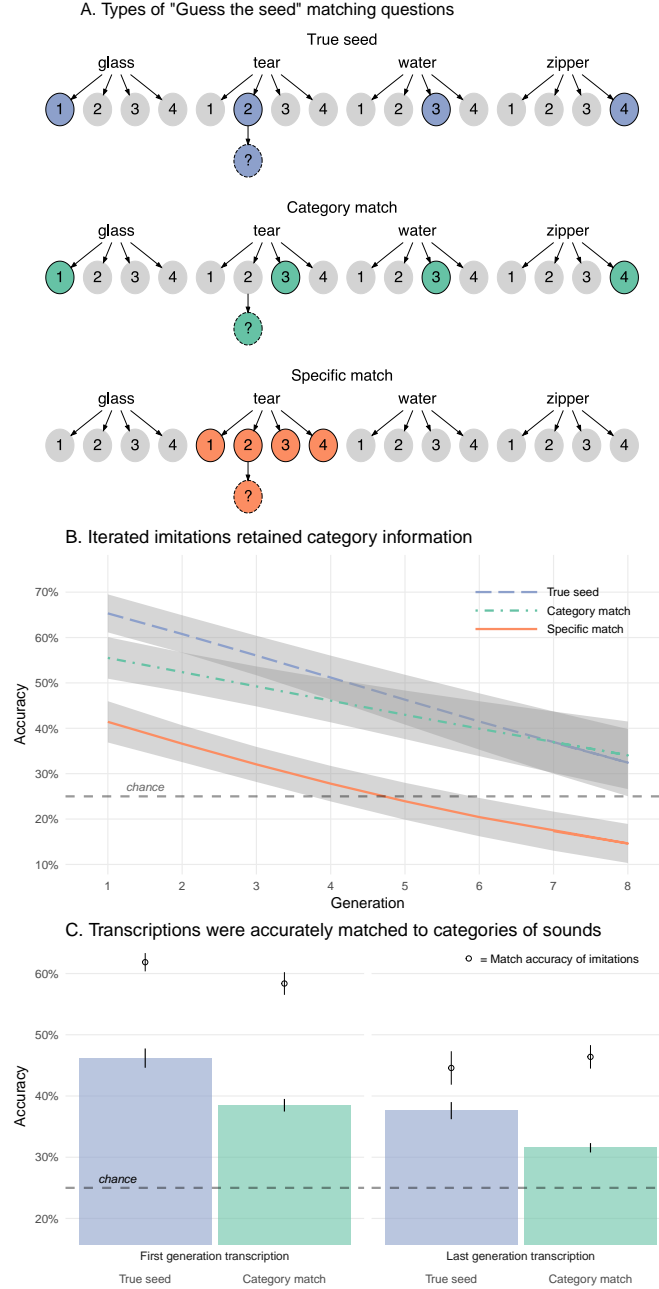 A. Types of "Guess the seed" matching questions
True seed
glass tear water zipper
1 2 3 4 1 2 3 4 1 2 3 4 1 2 3 4
?
Category match
glass tear water zipper
1 2 3 4 1 2 3 4 1 2 3 4 1 2 3 4
?
Specific match
glass tear water zipper
1 2 3 4 1 2 3 4 1 2 3 4 1 2 3 4
?
B. Iterated imitations retained category information
70%
60%
50%
40%
30%
20%
10%
Accuracy
True seed
Category match
Specific match
chance
1 2 3 4 5 6 7 8
Generation
C. Transcriptions were accurately matched to categories of sounds
= Match accuracy of imitations
60%
50%
40%
30%
20%
Accuracy
chance
First generation transcription Last generation transcription
True seed Category match True seed Category match